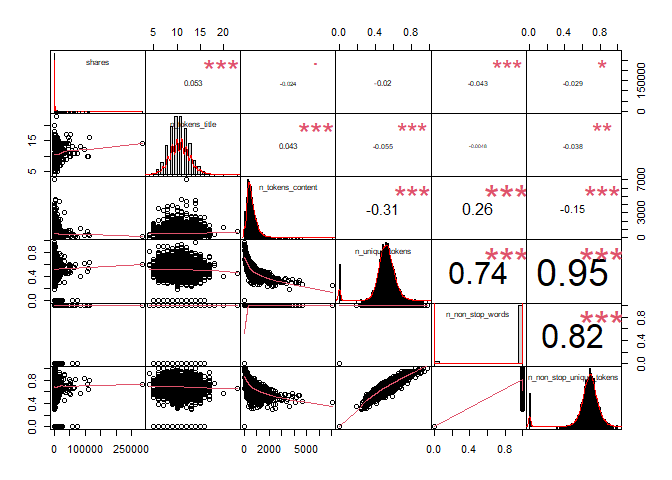 5 10 15 20 0.0 0.4 0.8 0.0 0.4 0.8
shares *** . *** *
0.053 -0.024 -0.02 -0.043 -0.029
0 150000
n_tokens_title *** *** **
0.043 -0.055 -0.0048 -0.038
5 15
n_tokens_content *** *** ***
-0.31 0.26 -0.15
0 3000 7000
n_unique_tokens *** ***
0.74 0.95
0.0 0.4 0.8
n_non_stop_words ***
0.82
0.0 0.4 0.8
n_non_stop_unique_tokens
0.0 0.4 0.8
0 100000 250000 0 2000 5000 0.0 0.4 0.8